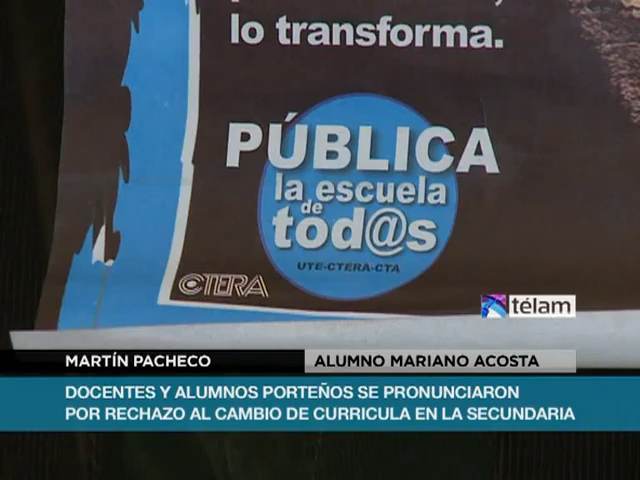 lo transforma.
PÚBLICA
la escuela
de
tod@s
UTE-CTERA-CTA
CTERA
télam
MARTÍN PACHECO
ALUMNO MARIANO ACOSTA
DOCENTES Y ALUMNOS PORTEÑOS SE PRONUNCIARON
POR RECHAZO AL CAMBIO DE CURRICULA EN LA SECUNDARIA